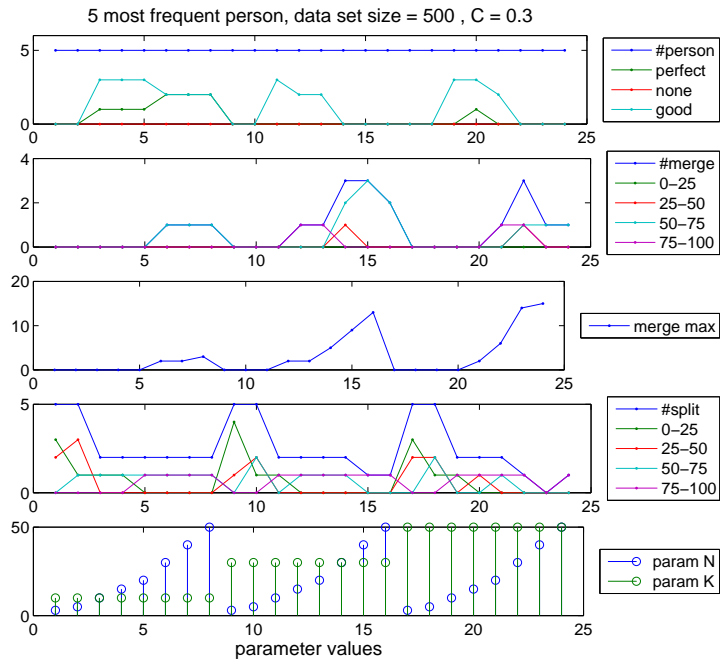 5 most frequent person, data set size = 500 , C = 0.3
5
0
0 5 10 15 20 25
#person
perfect
none
good
4
2
0
0 5 10 15 20 25
#merge
0−25
25−50
50−75
75−100
20
10
0
0 5 10 15 20 25
merge max
5
0
0 5 10 15 20 25
#split
0−25
25−50
50−75
75−100
50
0
0 5 10 15 20 25
param N
param K
parameter values